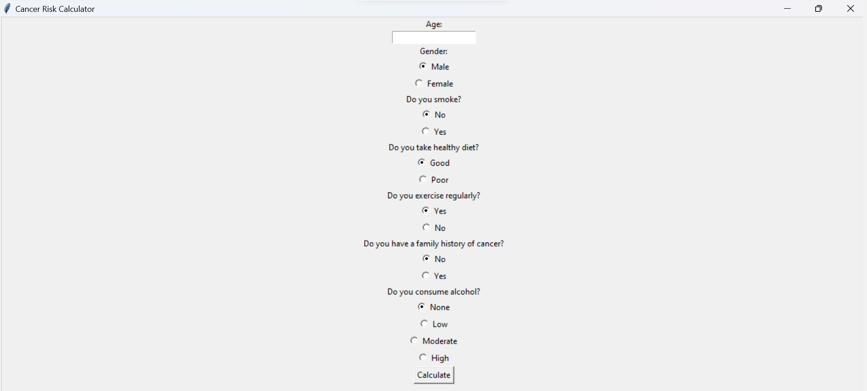 Cancer Risk Calculator
Age:
Gender:
Male
Female
Do you smoke?
No
Yes
Do you take healthy diet?
Good
Poor
Do you exercise regularly?
Yes
No
Do you have a family history of cancer?
No
Yes
Do you consume alcohol?
None
Low
Moderate
High
Calculate